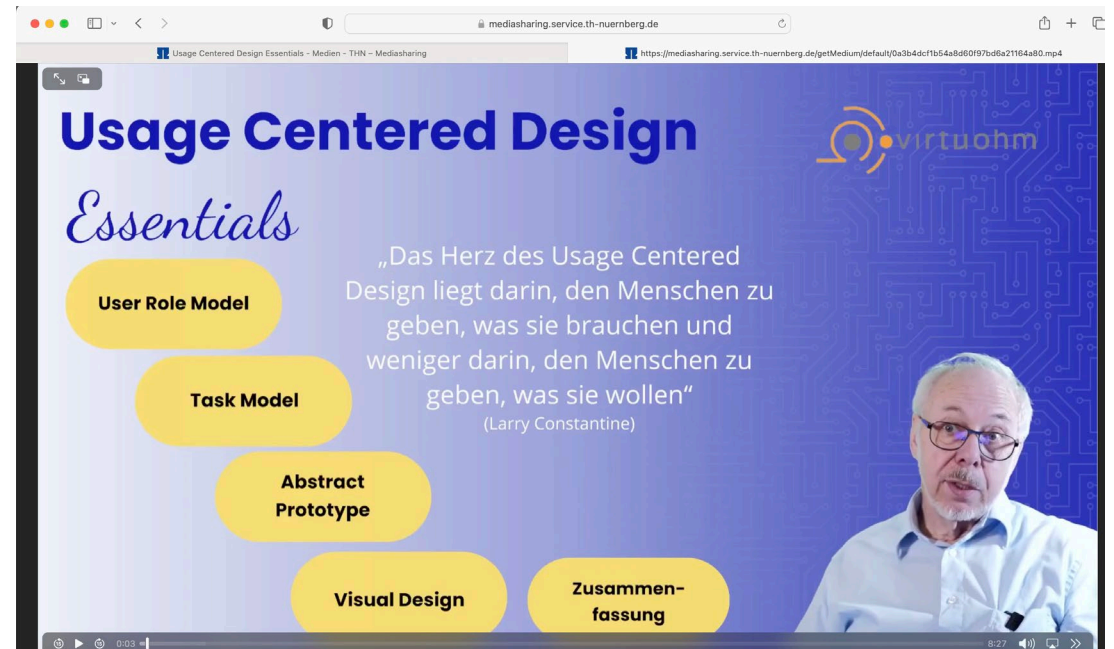 mediasharing.service.th-nuernberg.de
Usage Centered Design Essentials - Medien - THN – Mediasharing
https://mediasharing.service.th-nuernberg.de/getMedium/default/0a3b4dcf1b54a8d60f97bd6a21164a80.mp4
Usage Centered Design
virtuohm
Essentials
„Das Herz des Usage Centered
Design liegt darin, den Menschen zu
geben, was sie brauchen und
weniger darin, den Menschen zu
geben, was sie wollen“
(Larry Constantine)
User Role Model
Task Model
Abstract
Prototype
Visual Design
Zusammen-
fassung
0:03
8:27